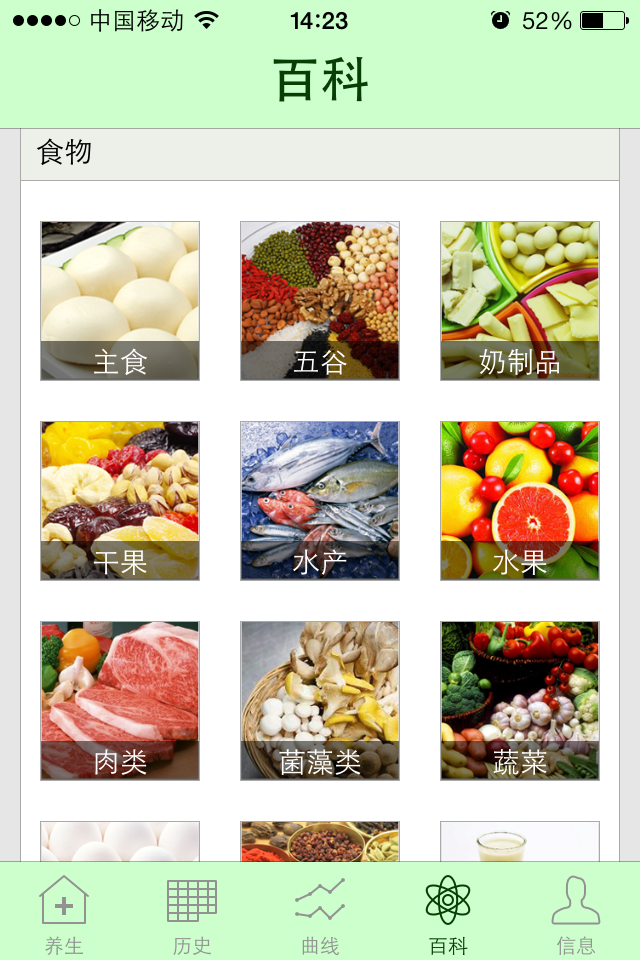 中国移动 14:23 52%
百科
食物
主食 五谷 奶制品
干果 水产 水果
肉类 菌藻类 蔬菜
养生 历史 曲线 百科 信息